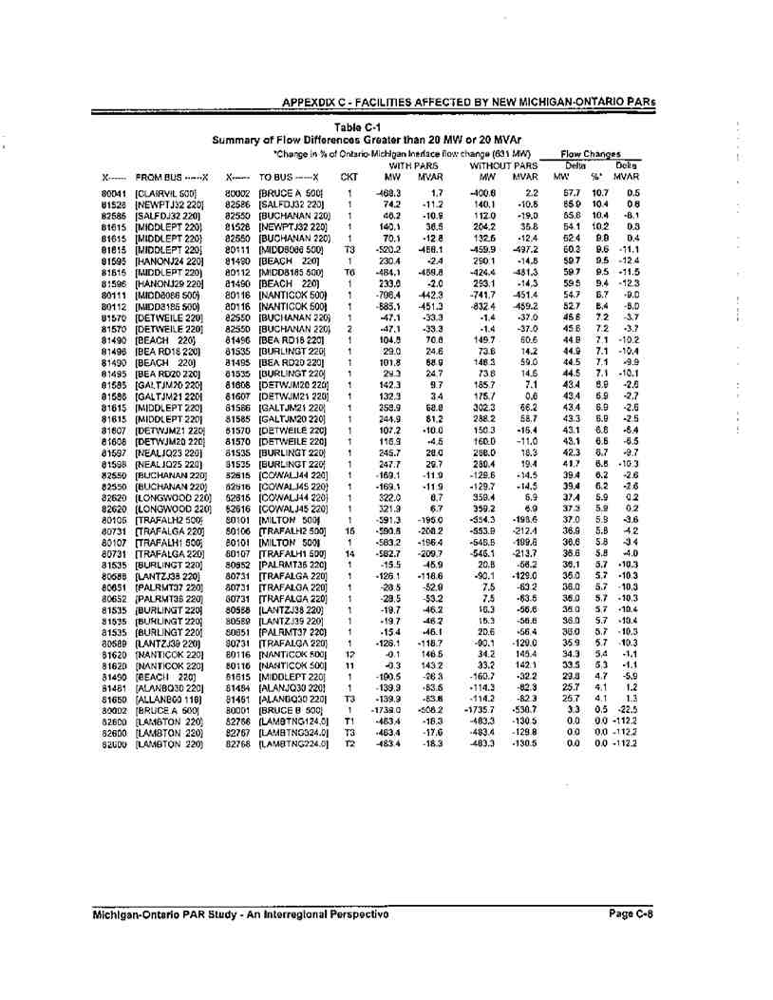 APPEXDIX C - FACILITIES AFFECTED BY NEW MICHIGAN-ONTARIO PARs
Table C-1
Summary of Flow Differences Greater than 20 MW or 20 MVAr
*Change in % of Ontario-Michigan Inerface flow change (631 MW) Flow Changes
WITH PARS WITHOUT PARS Delta Delta
X------ FROM BUS ------X X------ TO BUS ------X CKT MW MVAR MW MVAR MW %* MVAR
80041 [CLAIRVIL 500] 80002 [BRUCE A 500] 1 -468.3 1.7 -400.6 2.2 67.7 10.7 0.5
81528 [NEWPTJ32 220] 82586 [SALFDJ32 220] 1 74.2 -11.2 140.1 -10.6 65.9 10.4 0.6
82586 [SALFDJ32 220] 82550 [BUCHANAN 220] 1 46.2 -10.9 112.0 -19.0 65.8 10.4 -8.1
81615 [MIDDLEPT 220] 81528 [NEWPTJ32 220] 1 140.1 36.5 204.2 36.8 64.1 10.2 0.3
81615 [MIDDLEPT 220] 82550 [BUCHANAN 220] 1 70.1 -12.8 132.5 -12.4 62.4 9.9 0.4
81615 [MIDDLEPT 220] 80111 [MIDD8086 500] T3 -520.2 -486.1 -459.9 -497.2 60.3 9.6 -11.1
81595 [HANONJ24 220] 81490 [BEACH 220] 1 230.4 -2.4 290.1 -14.8 59.7 9.5 -12.4
81615 [MIDDLEPT 220] 80112 [MIDD8185 500] T6 -484.1 -469.8 -424.4 -481.3 59.7 9.5 -11.5
81596 [HANONJ29 220] 81490 [BEACH 220] 1 233.6 -2.0 293.1 -14.3 59.5 9.4 -12.3
80111 [MIDD8086 500] 80116 [NANTICOK 500] 1 -796.4 -442.3 -741.7 -451.4 54.7 8.7 -9.0
80112 [MIDD8185 500] 80116 [NANTICOK 500] 1 -885.1 -451.3 -832.4 -459.2 52.7 8.4 -8.0
81570 [DETWEILE 220] 82550 [BUCHANAN 220] 1 -47.1 -33.3 -1.4 -37.0 45.6 7.2 -3.7
81570 [DETWEILE 220] 82550 [BUCHANAN 220] 2 -47.1 -33.3 -1.4 -37.0 45.6 7.2 -3.7
81490 [BEACH 220] 81496 [BEA RD18 220] 1 104.8 70.8 149.7 60.6 44.9 7.1 -10.2
81496 [BEA RD18 220] 81535 [BURLINGT 220] 1 29.0 24.6 73.8 14.2 44.9 7.1 -10.4
81490 [BEACH 220] 81495 [BEA RD20 220] 1 101.8 68.9 146.3 59.0 44.5 7.1 -9.9
81495 [BEA RD20 220] 81535 [BURLINGT 220] 1 29.3 24.7 73.8 14.6 44.5 7.1 -10.1
81585 [GALTJM20 220] 81608 [DETWJM20 220] 1 142.3 9.7 185.7 7.1 43.4 6.9 -2.6
81586 [GALTJM21 220] 81607 [DETWJM21 220] 1 132.3 3.4 175.7 0.6 43.4 6.9 -2.7
81615 [MIDDLEPT 220] 81586 [GALTJM21 220] 1 258.9 68.8 302.3 66.2 43.4 6.9 -2.6
81615 [MIDDLEPT 220] 81585 [GALTJM20 220] 1 244.9 61.2 288.2 58.7 43.3 6.9 -2.5
81607 [DETWJM21 220] 81570 [DETWEILE 220] 1 107.2 -10.0 150.3 -16.4 43.1 6.8 -6.4
81608 [DETWJM20 220] 81570 [DETWEILE 220] 1 116.9 -4.5 160.0 -11.0 43.1 6.8 -6.5
81597 [NEALJQ23 220] 81535 [BURLINGT 220] 1 245.7 28.0 288.0 18.3 42.3 6.7 -9.7
81598 [NEALJQ25 220] 81535 [BURLINGT 220] 1 247.7 29.7 289.4 19.4 41.7 6.6 -10.3
82550 [BUCHANAN 220] 82615 [COWALJ44 220] 1 -169.1 -11.9 -129.6 -14.5 39.4 6.2 -2.6
82550 [BUCHANAN 220] 82616 [COWALJ45 220] 1 -169.1 -11.9 -129.7 -14.5 39.4 6.2 -2.6
82620 [LONGWOOD 220] 82615 [COWALJ44 220] 1 322.0 6.7 359.4 6.9 37.4 5.9 0.2
82620 [LONGWOOD 220] 82616 [COWALJ45 220] 1 321.9 6.7 359.2 6.9 37.3 5.9 0.2
80106 [TRAFALH2 500] 80101 [MILTON 500] 1 -591.3 -195.0 -554.3 -198.6 37.0 5.9 -3.6
80731 [TRAFALGA 220] 80106 [TRAFALH2 500] 15 -590.8 -208.2 -553.9 -212.4 36.9 5.8 -4.2
80107 [TRAFALH1 500] 80101 [MILTON 500] 1 -583.2 -196.4 -546.6 -199.8 36.6 5.8 -3.4
80731 [TRAFALGA 220] 80107 [TRAFALH1 500] 14 -582.7 -209.7 -546.1 -213.7 36.6 5.8 -4.0
81535 [BURLINGT 220] 80652 [PALRMT38 220] 1 -15.5 -45.9 20.6 -56.2 36.1 5.7 -10.3
80588 [LANTZJ38 220] 80731 [TRAFALGA 220] 1 -126.1 -118.6 -90.1 -129.0 36.0 5.7 -10.3
80651 [PALRMT37 220] 80731 [TRAFALGA 220] 1 -28.5 -52.9 7.5 -63.2 36.0 5.7 -10.3
80652 [PALRMT38 220] 80731 [TRAFALGA 220] 1 -28.5 -53.2 7.5 -63.5 36.0 5.7 -10.3
81535 [BURLINGT 220] 80588 [LANTZJ38 220] 1 -19.7 -46.2 16.3 -56.6 36.0 5.7 -10.4
81535 [BURLINGT 220] 80589 [LANTZJ39 220] 1 -19.7 -46.2 16.3 -56.6 36.0 5.7 -10.4
81535 [BURLINGT 220] 80651 [PALRMT37 220] 1 -15.4 -46.1 20.6 -56.4 36.0 5.7 -10.3
80589 [LANTZJ39 220] 80731 [TRAFALGA 220] 1 -126.1 -118.7 -90.1 -129.0 35.9 5.7 -10.3
81620 [NANTICOK 220] 80116 [NANTICOK 500] 12 -0.1 146.5 34.2 145.4 34.3 5.4 -1.1
81620 [NANTICOK 220] 80116 [NANTICOK 500] 11 -0.3 143.2 33.2 142.1 33.5 5.3 -1.1
81490 [BEACH 220] 81615 [MIDDLEPT 220] 1 -190.5 -26.3 -160.7 -32.2 29.8 4.7 -5.9
81451 [ALANBQ30 220] 81454 [ALANJQ30 220] 1 -139.9 -83.5 -114.3 -82.3 25.7 4.1 1.2
81650 [ALLANB60 118] 81451 [ALANBQ30 220] T3 -139.9 -83.6 -114.2 -82.3 25.7 4.1 1.3
80002 [BRUCE A 500] 80001 [BRUCE B 500] 1 -1739.0 -508.2 -1735.7 -530.7 3.3 0.5 -22.5
82600 [LAMBTON 220] 82766 [LAMBTNG124.0] T1 -483.4 -18.3 -483.3 -130.5 0.0 0.0 -112.2
82600 [LAMBTON 220] 82767 [LAMBTNG324.0] T3 -483.4 -17.6 -483.4 -129.8 0.0 0.0 -112.2
82600 [LAMBTON 220] 82768 [LAMBTNG224.0] T2 -483.4 -18.3 -483.3 -130.5 0.0 0.0 -112.2
Michigan-Ontario PAR Study - An Interregional Perspective Page C-8